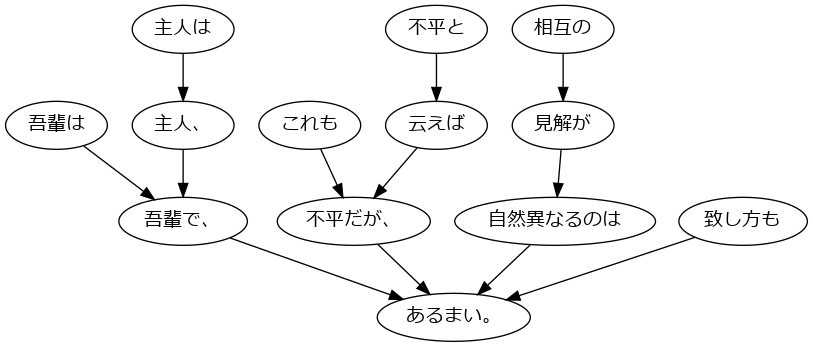 主人は
不平と
相互の
吾輩は
主人、
これも
云えば
見解が
吾輩で、
不平だが、
自然異なるのは
致し方も
あるまい。